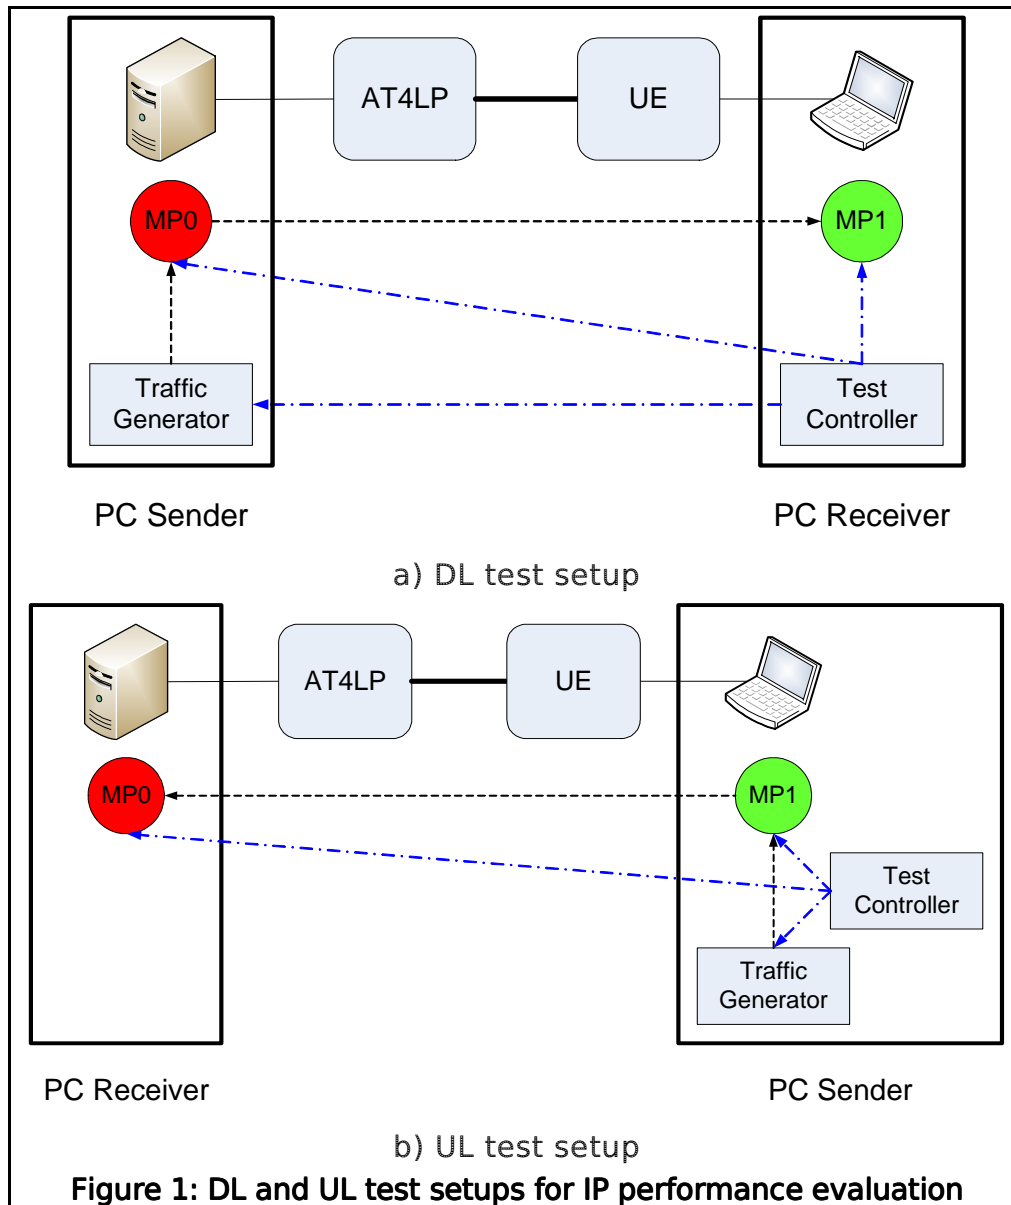 AT4LP
UE
MP0
MP1
Traffic
Generator
Test
Controller
PC Sender
PC Receiver
a) DL test setup
AT4LP
UE
MP0
MP1
Test
Controller
Traffic
Generator
PC Receiver
PC Sender
b) UL test setup
Figure 1: DL and UL test setups for IP performance evaluation